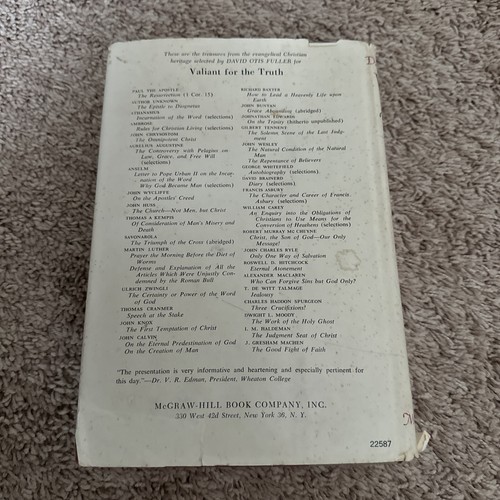 These are the treasures from the evangelical Christian
heritage selected by DAVID OTIS FULLER for
Valiant for the Truth
PAUL THE APOSTLE
The Resurrection (1 Cor. 15)
AUTHOR UNKNOWN
The Epistle to Diognetus
ATHANASIUS
Incarnation of the Word (selections)
AMBROSE
Rules for Christian Living (selections)
JOHN CHRYSOSTOM
The Omnipotent Christ
AURELIUS AUGUSTINE
The Controversy with Pelagius on
Law, Grace, and Free Will
(selections)
ANSELM
Letter to Pope Urban II on the Incar-
nation of the Word
Why God Became Man (selections)
JOHN WYCLIFFE
On the Apostles' Creed
JOHN HUSS
The Church—Not Men, but Christ
THOMAS A KEMPIS
Of Consideration of Man's Misery and
Death
SAVONAROLA
The Triumph of the Cross (abridged)
MARTIN LUTHER
Prayer the Morning Before the Diet of
Worms
Defense and Explanation of All the
Articles Which Were Unjustly Con-
demned by the Roman Bull
ULRICH ZWINGLI
The Certainty or Power of the Word
of God
THOMAS CRANMER
Speech at the Stake
JOHN KNOX
The First Temptation of Christ
JOHN CALVIN
On the Eternal Predestination of God
On the Creation of Man
RICHARD BAXTER
How to Lead a Heavenly Life upon
Earth
JOHN BUNYAN
Grace Abounding (abridged)
JOHNATHAN EDWARDS
On the Trinity (hitherto unpublished)
GILBERT TENNENT
The Solemn Scene of the Last Judg-
ment
JOHN WESLEY
The Natural Condition of the Natural
Man
The Repentance of Believers
GEORGE WHITEFIELD
Autobiography (selections)
DAVID BRAINERD
Diary (selections)
FRANCIS ASBURY
The Character and Career of Francis
Asbury (selections)
WILLIAM CAREY
An Enquiry into the Obligations of
Christians to Use Means for the
Conversion of Heathens (selections)
ROBERT MURRAY MC CHEYNE
Christ, the Son of God—Our Only
Message!
JOHN CHARLES RYLE
Only One Way of Salvation
ROSWELL D. HITCHCOCK
Eternal Atonement
ALEXANDER MACLAREN
Who Can Forgive Sins but God Only?
T. DE WITT TALMAGE
Jealousy
CHARLES HADDON SPURGEON
Three Crucifixions!
DWIGHT L. MOODY
The Work of the Holy Ghost
I. M. HALDEMAN
The Judgment Seat of Christ
J. GRESHAM MACHEN
The Good Fight of Faith
"The presentation is very informative and heartening and especially pertinent for
this day."—Dr. V. R. Edman, President, Wheaton College
McGRAW-HILL BOOK COMPANY, INC.
330 West 42d Street, New York 36, N. Y.
22587